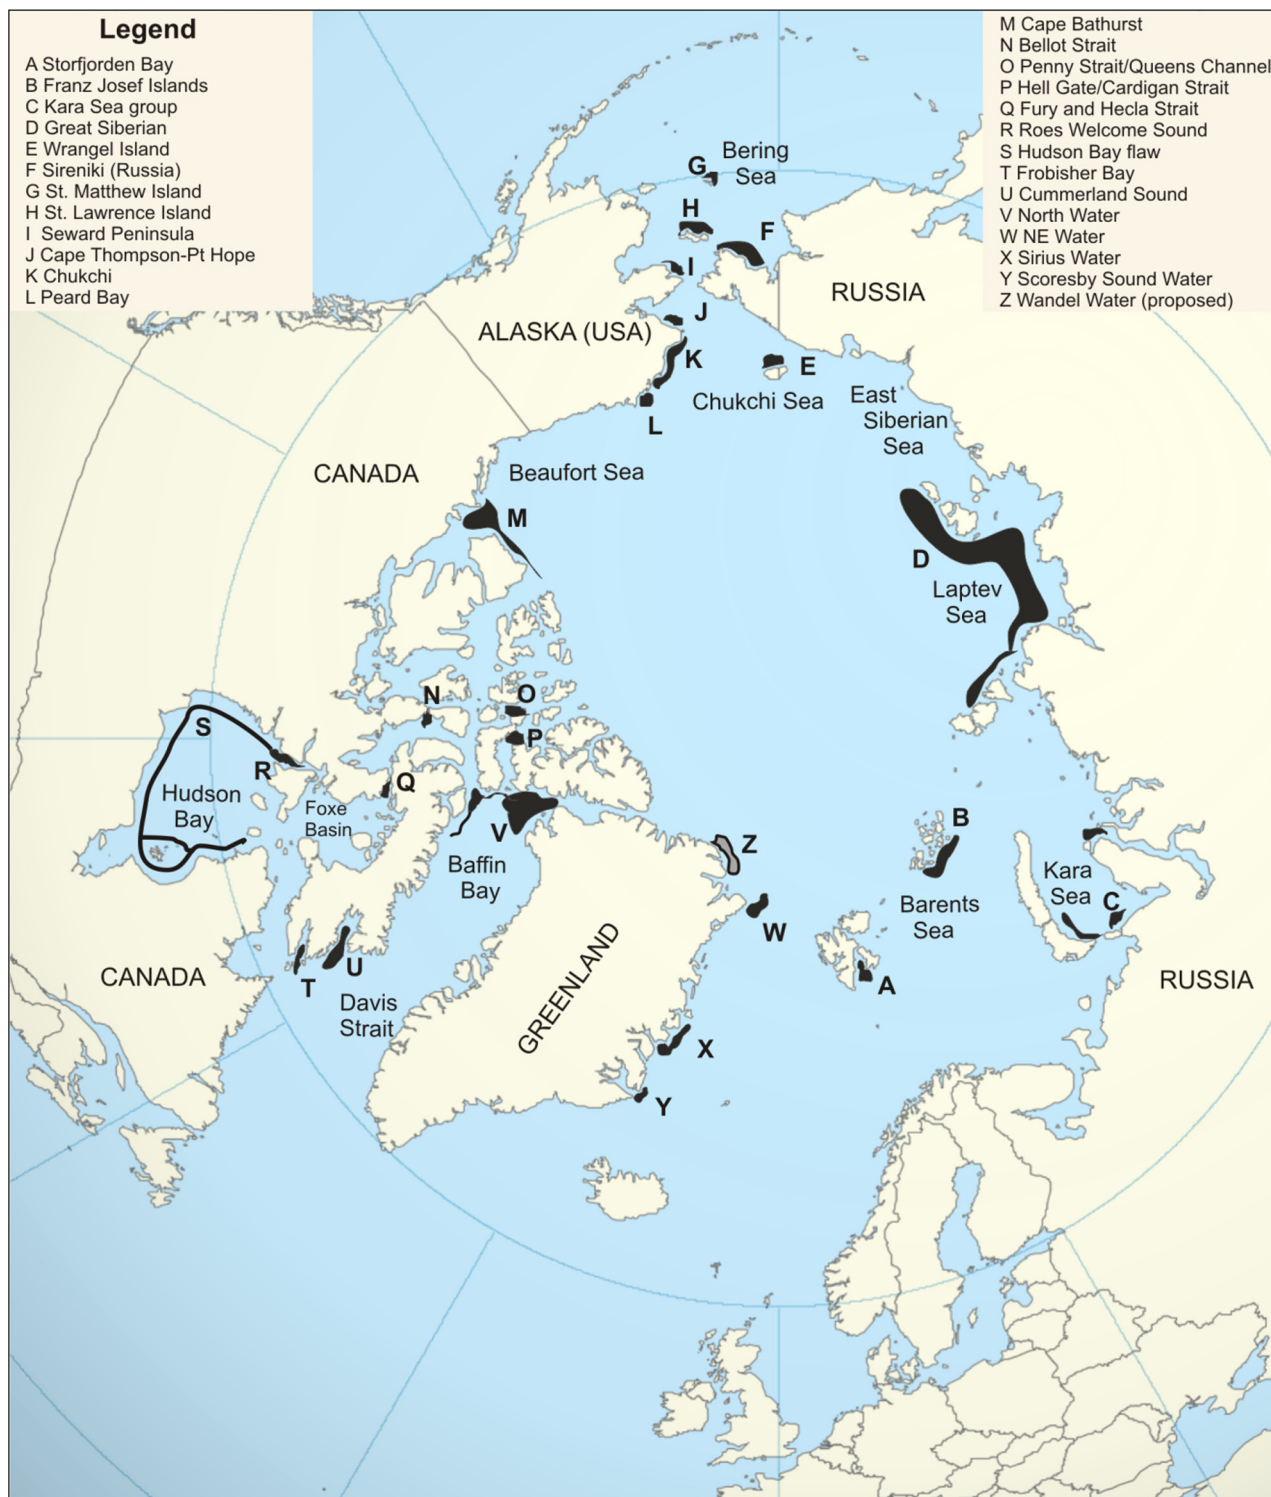 Legend
A Storfjorden Bay
B Franz Josef Islands
C Kara Sea group
D Great Siberian
E Wrangel Island
F Sireniki (Russia)
G St. Matthew Island
H St. Lawrence Island
I Seward Peninsula
J Cape Thompson-Pt Hope
K Chukchi
L Peard Bay
M Cape Bathurst
N Bellot Strait
O Penny Strait/Queens Channel
P Hell Gate/Cardigan Strait
Q Fury and Hecla Strait
R Roes Welcome Sound
S Hudson Bay flaw
T Frobisher Bay
U Cummerland Sound
V North Water
W NE Water
X Sirius Water
Y Scoresby Sound Water
Z Wandel Water (proposed)
G
Bering
Sea
H
F
I
RUSSIA
J
ALASKA (USA)
K
E
Chukchi Sea
East
Siberian
Sea
L
CANADA
Beaufort Sea
M
D
Laptev
Sea
N
O
S
P
R
Q
Hudson
Bay
Foxe
Basin
V
B
Z
Baffin
Bay
Kara
Sea
C
Barents
Sea
W
GREENLAND
U
CANADA
T
A
RUSSIA
Davis
Strait
X
Y